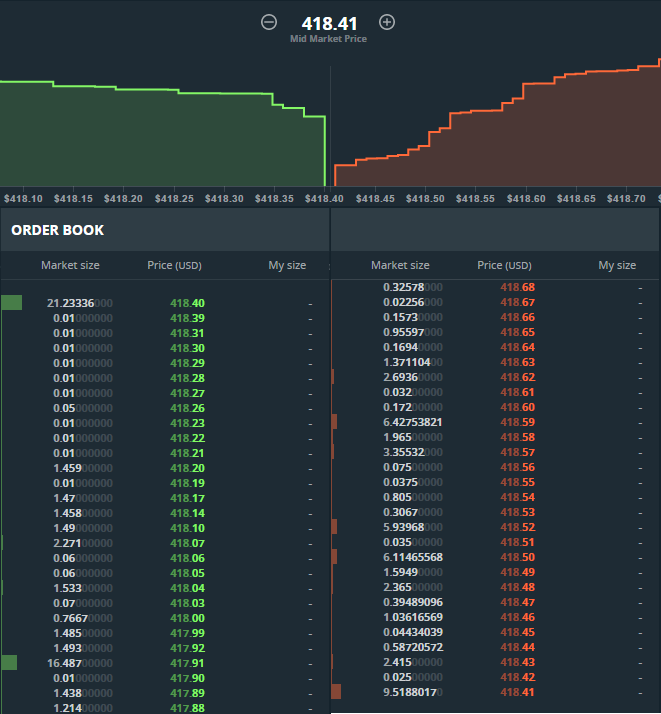 418.41
Mid Market Price
$418.10 $418.15 $418.20 $418.25 $418.30 $418.35 $418.40 $418.45 $418.50 $418.55 $418.60 $418.65 $418.70 $
ORDER BOOK
Market size Price (USD) My size
21.23336000 418.40 -
0.01000000 418.39 -
0.01000000 418.31 -
0.01000000 418.30 -
0.01000000 418.29 -
0.01000000 418.28 -
0.01000000 418.27 -
0.05000000 418.26 -
0.01000000 418.23 -
0.01000000 418.22 -
0.01000000 418.21 -
1.45900000 418.20 -
0.01000000 418.19 -
1.47000000 418.17 -
1.45800000 418.14 -
1.49000000 418.10 -
2.27100000 418.07 -
0.06000000 418.06 -
0.06000000 418.05 -
1.53300000 418.04 -
0.07000000 418.03 -
0.76670000 418.00 -
1.48500000 417.99 -
1.49300000 417.92 -
16.48700000 417.91 -
0.01000000 417.90 -
1.43800000 417.89 -
1.21400000 417.88 -
Market size Price (USD) My size
0.32578000 418.68 -
0.02256000 418.67 -
0.15730000 418.66 -
0.95597000 418.65 -
0.16940000 418.64 -
1.37110400 418.63 -
2.69360000 418.62 -
0.03200000 418.61 -
0.17200000 418.60 -
6.42753821 418.59 -
1.96500000 418.58 -
3.35532000 418.57 -
0.07500000 418.56 -
0.03750000 418.55 -
0.80500000 418.54 -
0.30670000 418.53 -
5.93968000 418.52 -
0.03500000 418.51 -
6.11465568 418.50 -
1.59490000 418.49 -
2.36500000 418.48 -
0.39489096 418.47 -
1.03616569 418.46 -
0.04434039 418.45 -
0.58720572 418.44 -
2.41500000 418.43 -
0.02500000 418.42 -
9.51880170 418.41 -